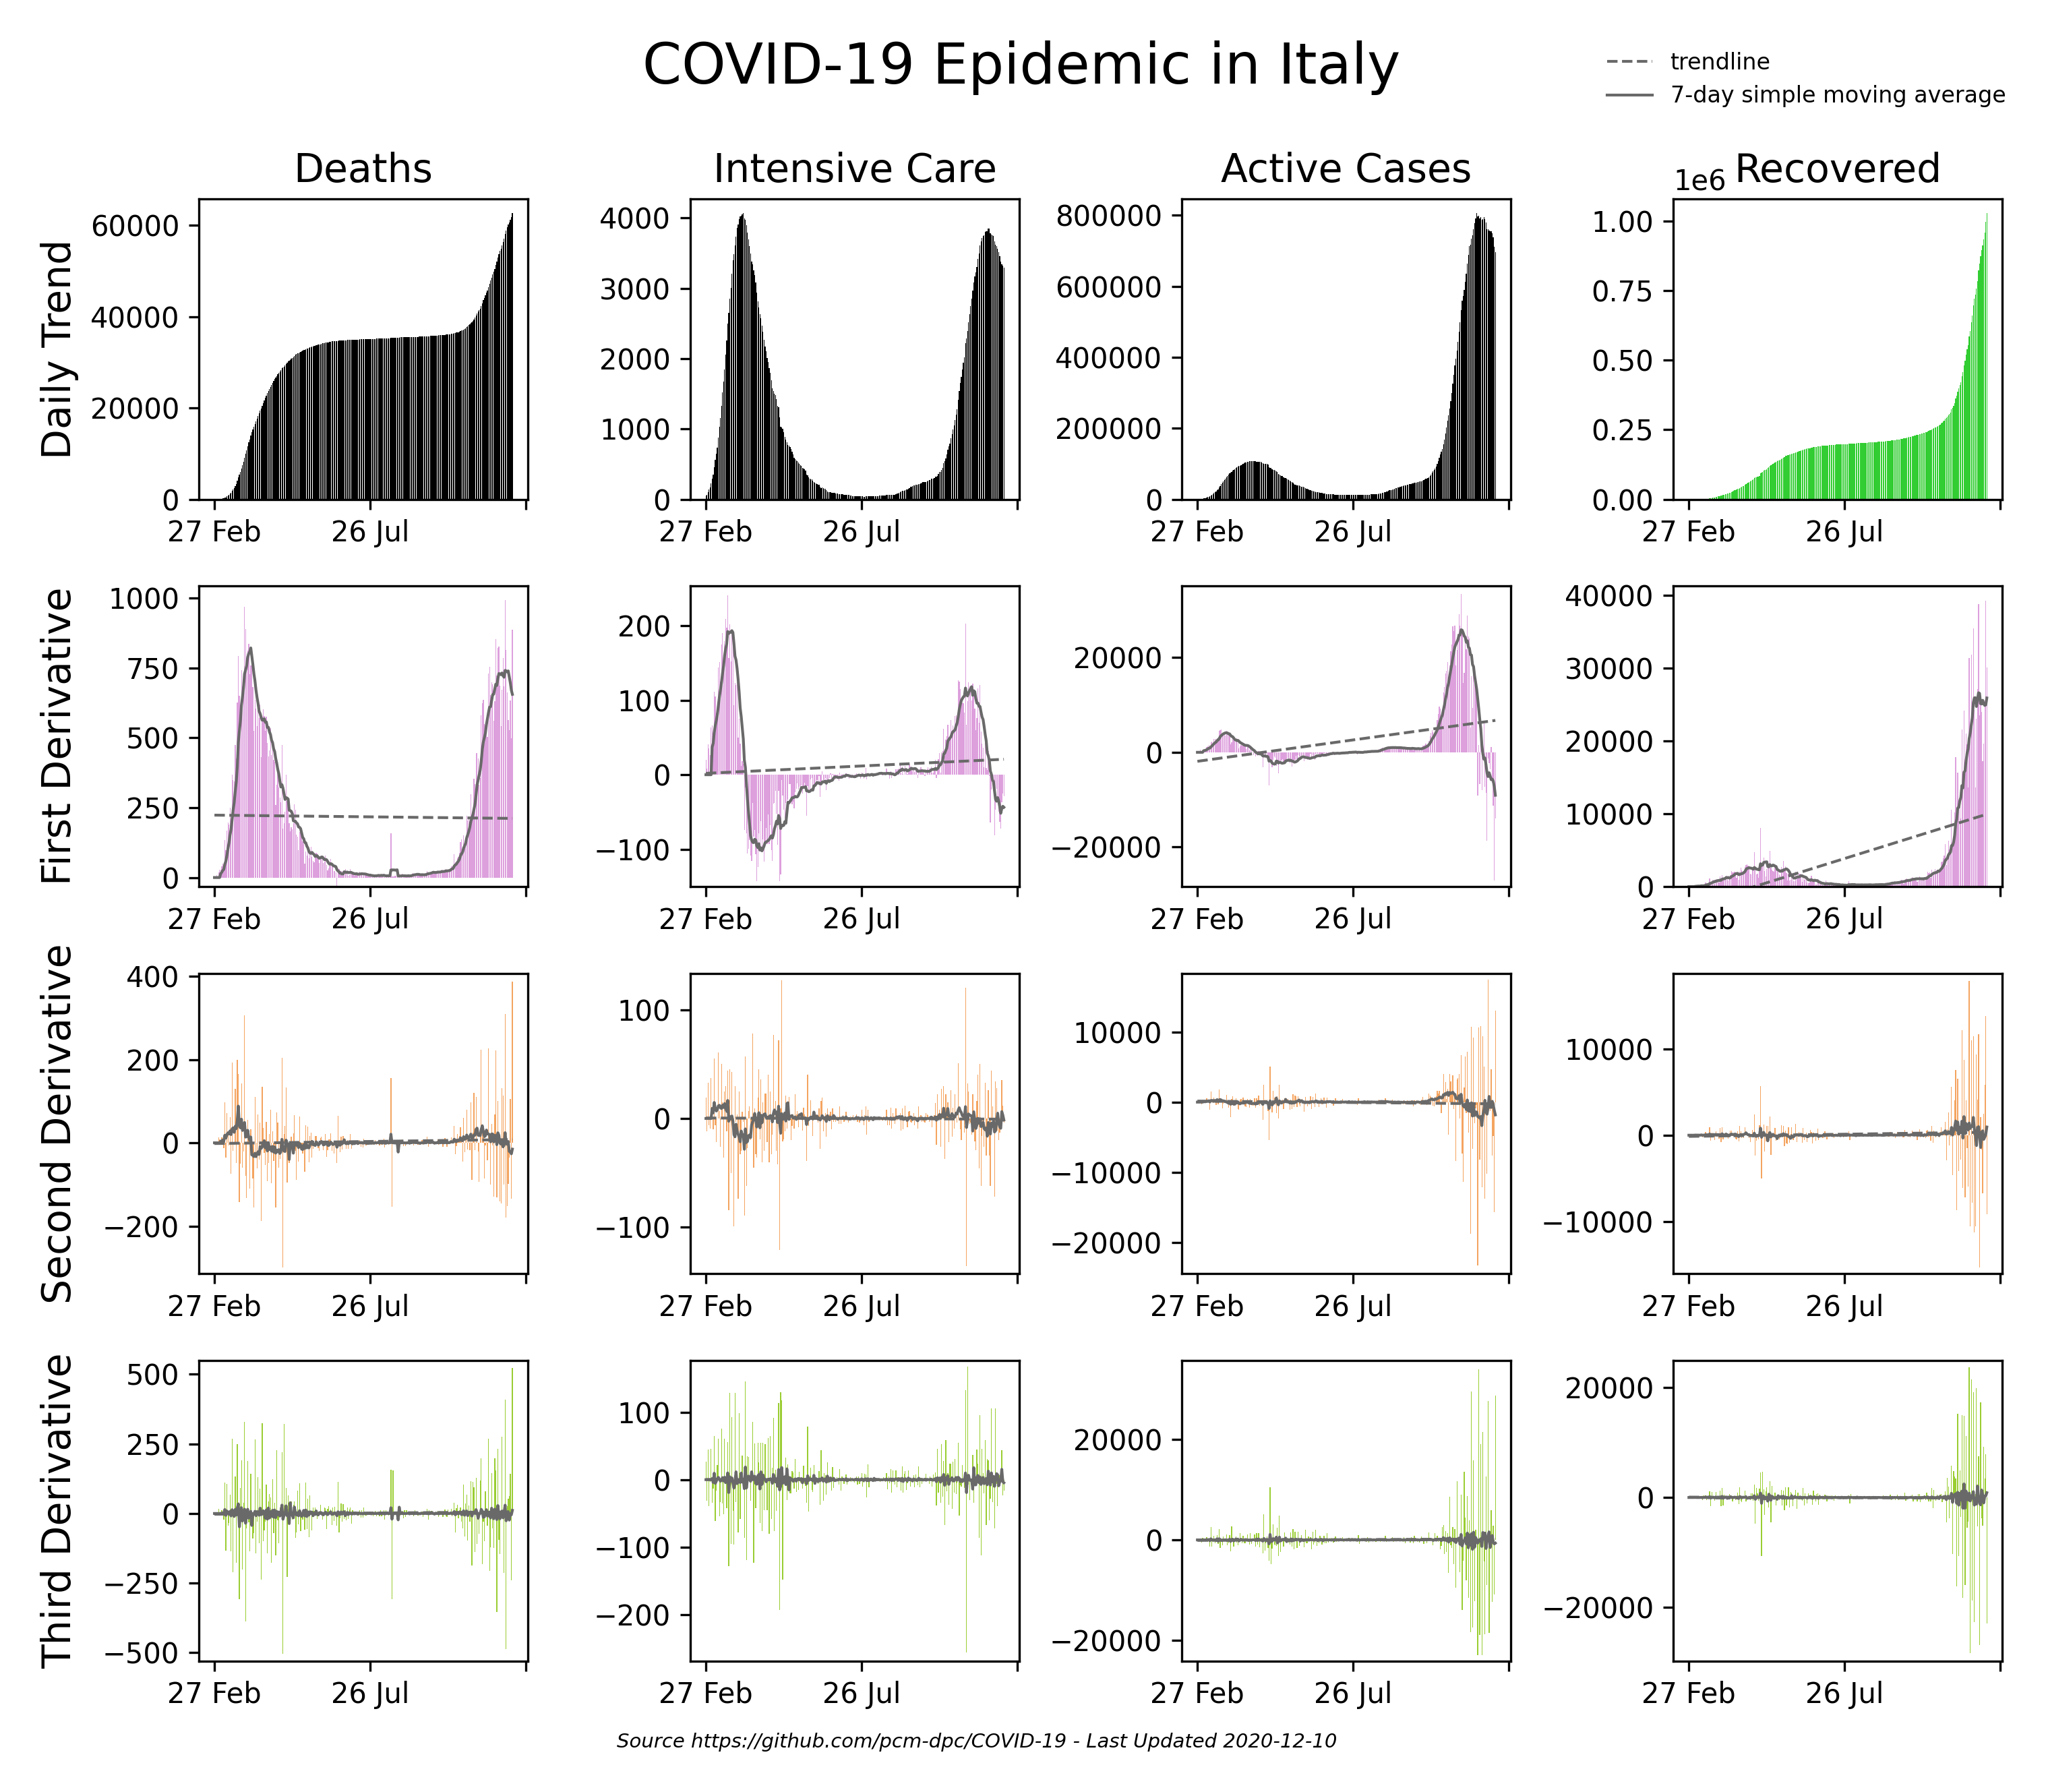 COVID-19 Epidemic in Italy
trendline
7-day simple moving average
Deaths
Intensive Care
Active Cases
Recovered
1e6
Daily Trend
60000
40000
20000
0
27 Feb
26 Jul
4000
3000
2000
1000
0
27 Feb
26 Jul
800000
600000
400000
200000
0
27 Feb
26 Jul
1.00
0.75
0.50
0.25
0.00
27 Feb
26 Jul
First Derivative
1000
750
500
250
0
27 Feb
26 Jul
200
100
0
−100
27 Feb
26 Jul
20000
0
−20000
27 Feb
26 Jul
40000
30000
20000
10000
0
27 Feb
26 Jul
Second Derivative
400
200
0
−200
27 Feb
26 Jul
100
0
−100
27 Feb
26 Jul
10000
0
−10000
−20000
27 Feb
26 Jul
10000
0
−10000
27 Feb
26 Jul
Third Derivative
500
250
0
−250
−500
27 Feb
26 Jul
100
0
−100
−200
27 Feb
26 Jul
20000
0
−20000
27 Feb
26 Jul
20000
0
−20000
27 Feb
26 Jul
Source https://github.com/pcm-dpc/COVID-19 - Last Updated 2020-12-10